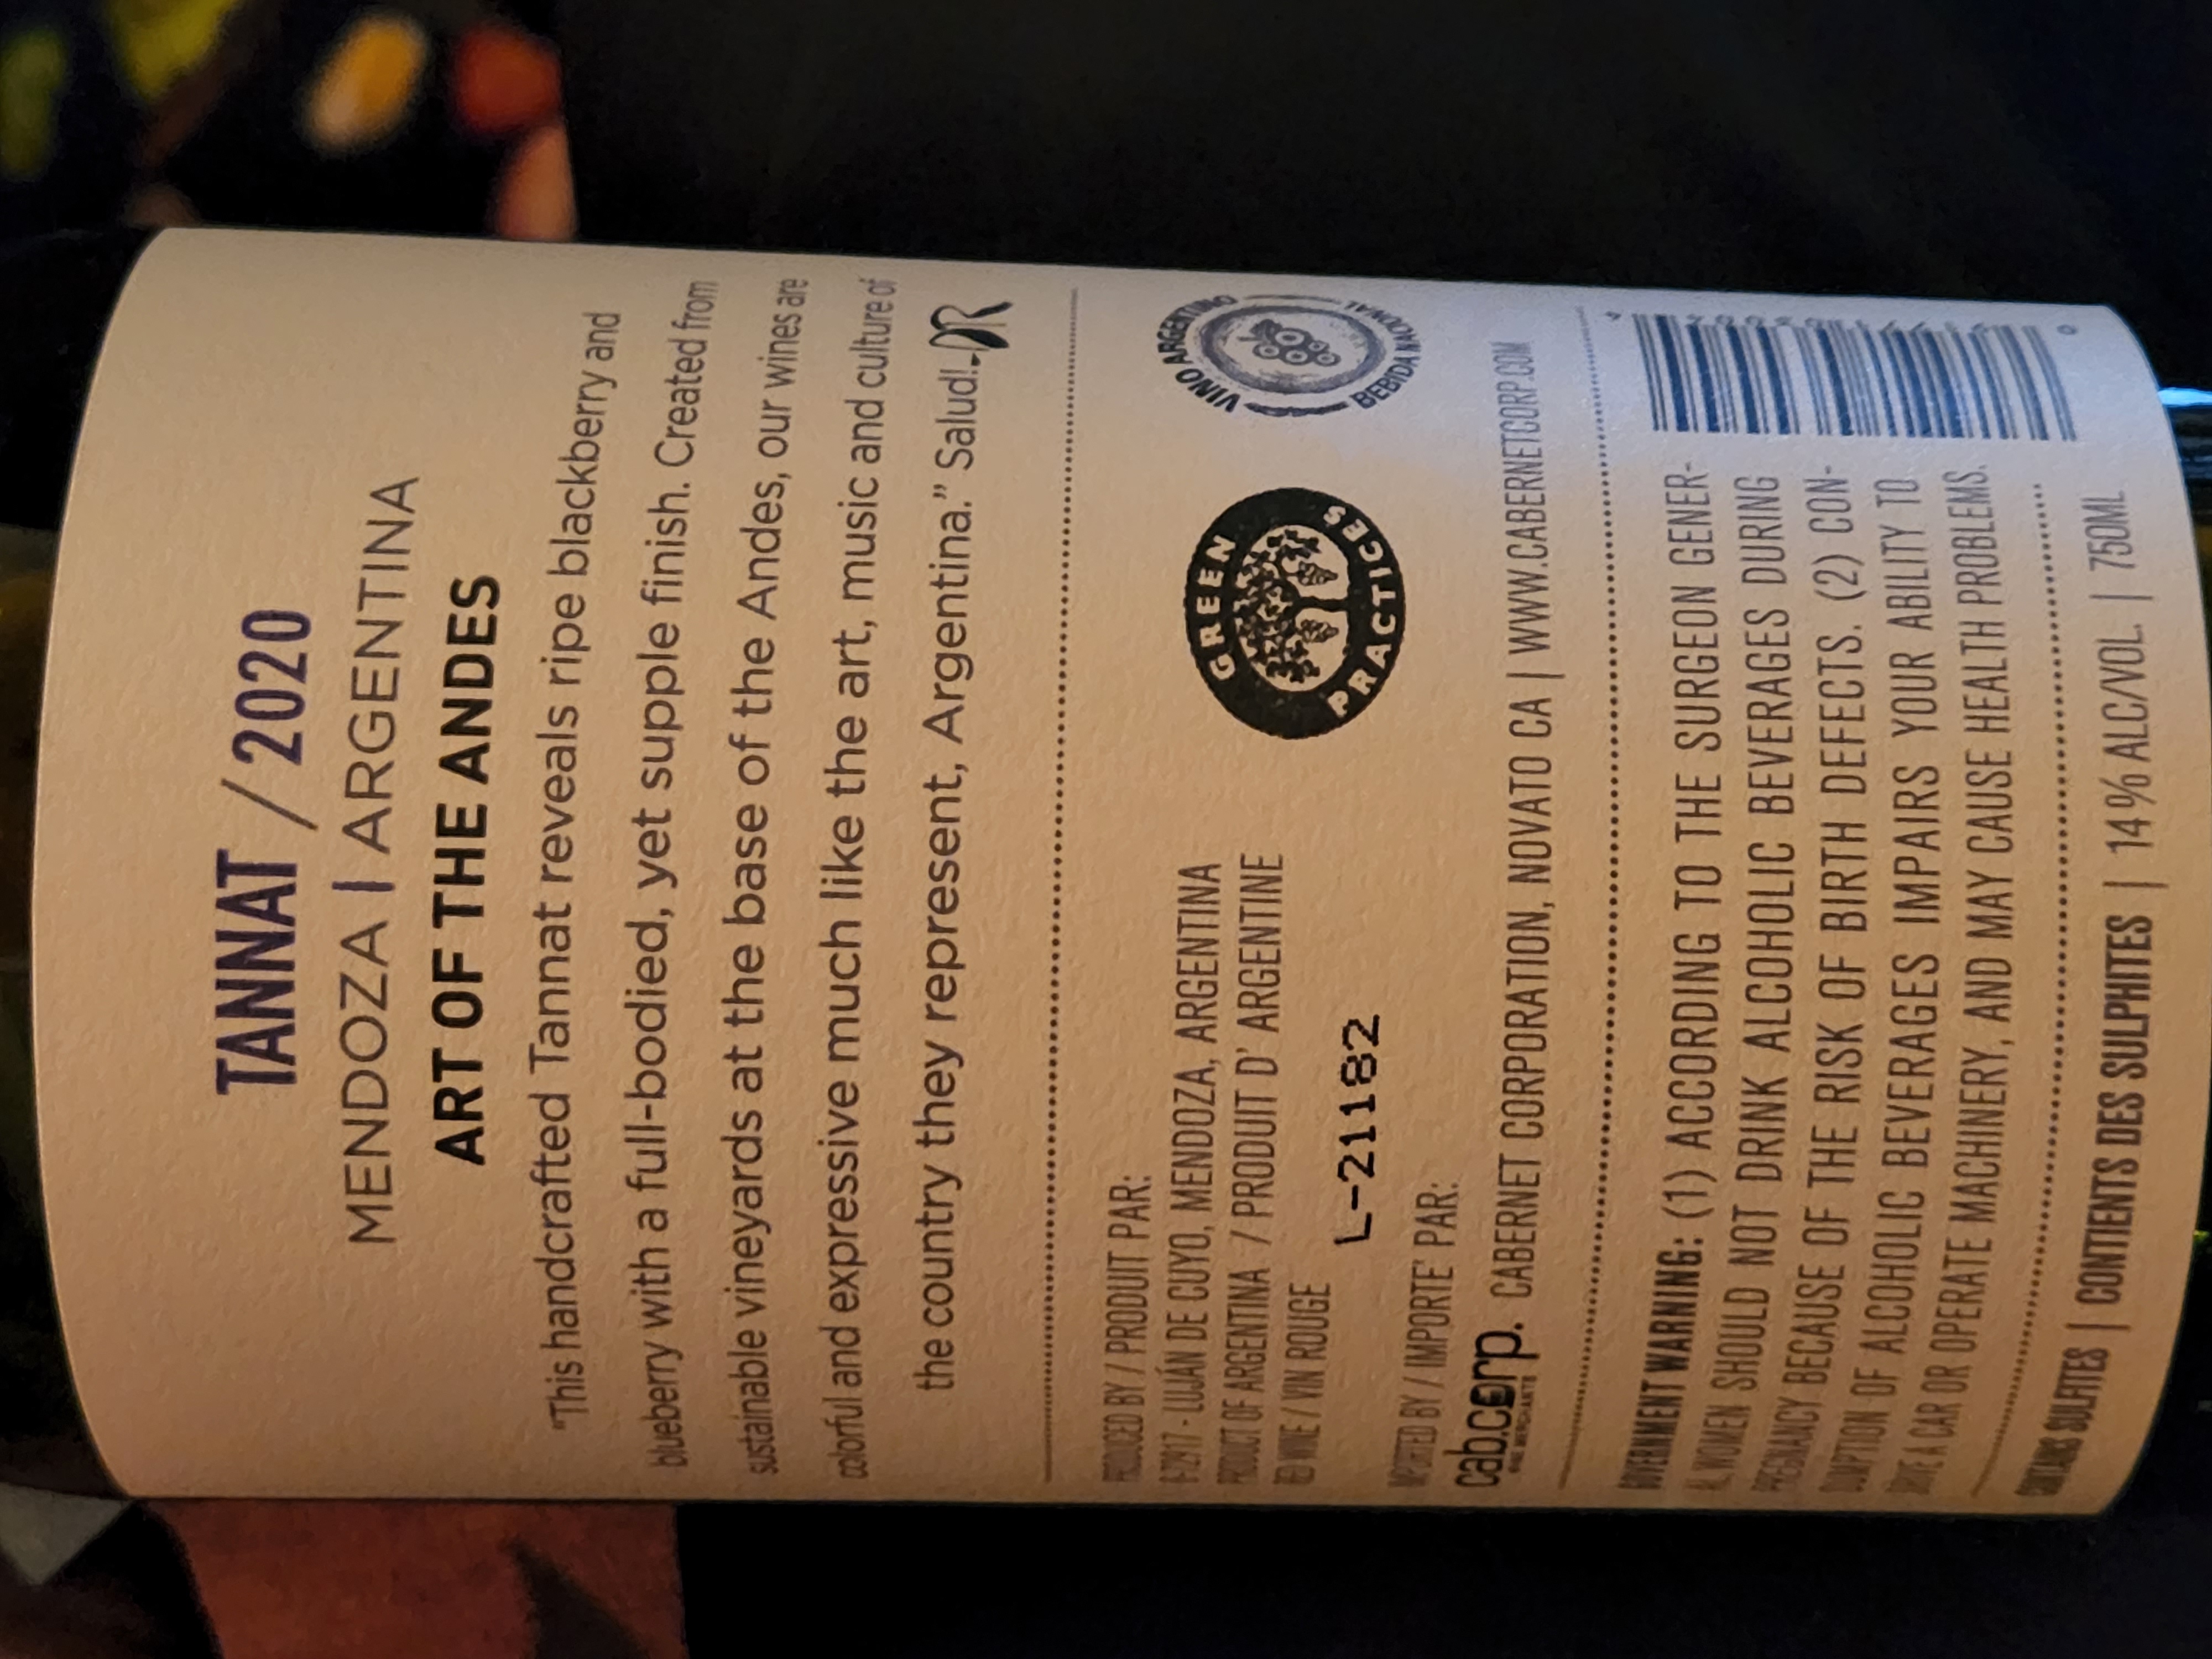 TANNAT / 2020
MENDOZA | ARGENTINA
ART OF THE ANDES
"This handcrafted Tannat reveals ripe blackberry and
blueberry with a full-bodied, yet supple finish. Created from
sustainable vineyards at the base of the Andes, our wines are
colorful and expressive much like the art, music and culture of
the country they represent, Argentina." Salud!-
PRODUCED BY / PRODUIT PAR:
LUJÁN DE CUYO, MENDOZA, ARGENTINA
PRODUCT OF ARGENTINA / PRODUIT D' ARGENTINE
RED WINE / VIN ROUGE
L-21182
GREEN PRACTICES
VINO ARGENTINO
BEBIDA NACIONAL
IMPORTED BY / IMPORTE' PAR:
cab.corp. CABERNET CORPORATION, NOVATO CA | WWW.CABERNETCORP.COM
GOVERNMENT WARNING: (1) ACCORDING TO THE SURGEON GENER-
AL WOMEN SHOULD NOT DRINK ALCOHOLIC BEVERAGES DURING
PREGNANCY BECAUSE OF THE RISK OF BIRTH DEFECTS. (2) CON-
SUMPTION OF ALCOHOLIC BEVERAGES IMPAIRS YOUR ABILITY TO
DRIVE A CAR OR OPERATE MACHINERY, AND MAY CAUSE HEALTH PROBLEMS.
CONTAINS SULFITES | CONTIENTS DES SULPHITES | 14% ALC/VOL. | 750ML